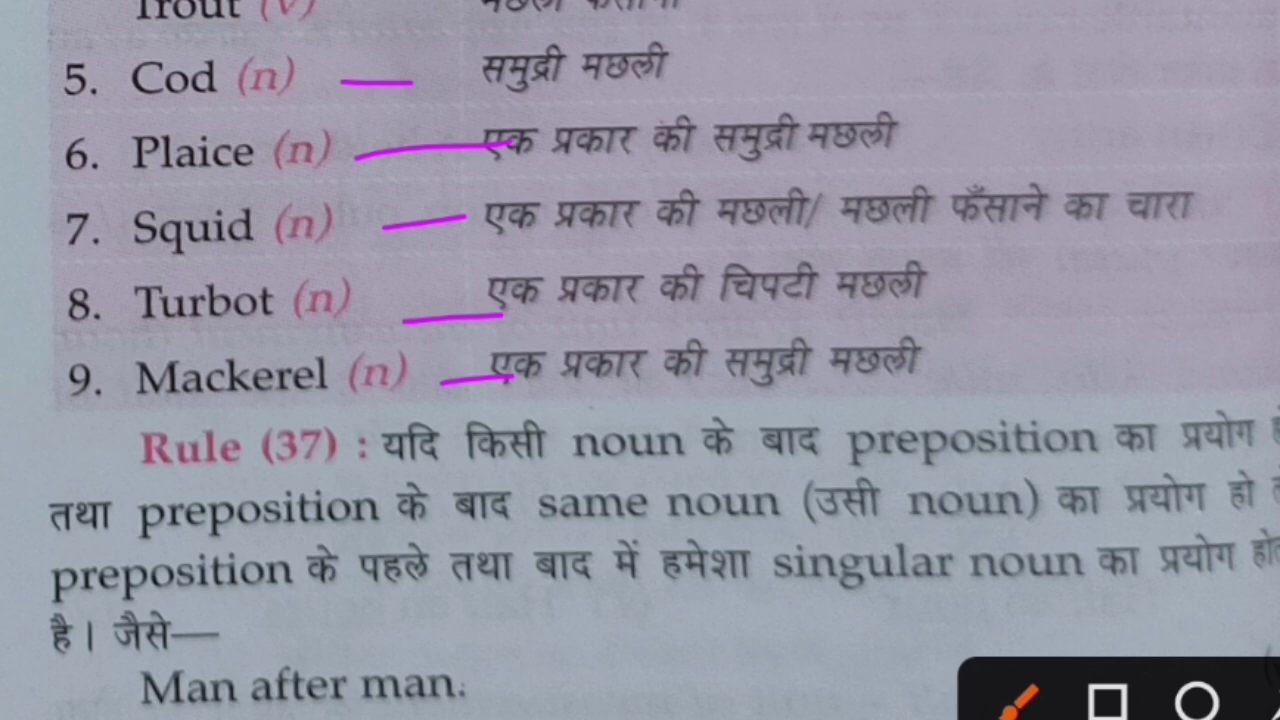 Trout (v) मछली फँसाना
5. Cod (n) समुद्री मछली
6. Plaice (n) एक प्रकार की समुद्री मछली
7. Squid (n) एक प्रकार की मछली/ मछली फँसाने का चारा
8. Turbot (n) एक प्रकार की चिपटी मछली
9. Mackerel (n) एक प्रकार की समुद्री मछली
Rule (37) : यदि किसी noun के बाद preposition का प्रयोग
तथा preposition के बाद same noun (उसी noun) का प्रयोग हो
preposition के पहले तथा बाद में हमेशा singular noun का प्रयोग
है। जैसे—
Man after man.